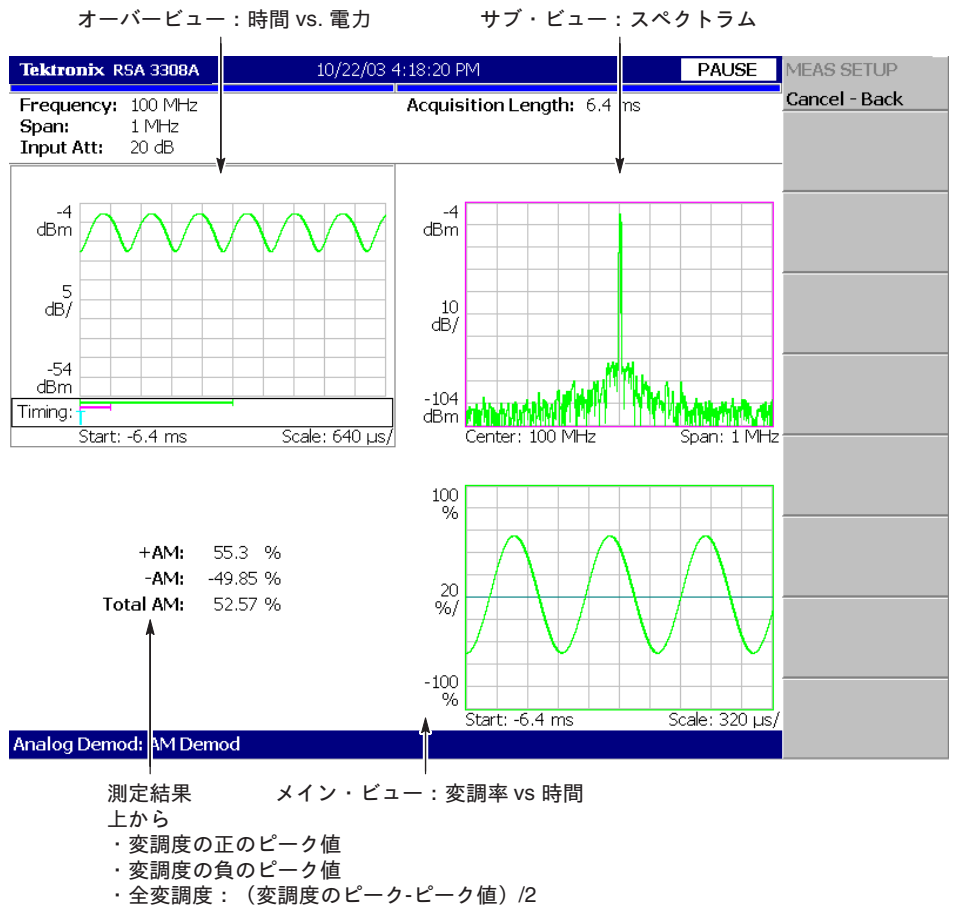 オーバービュー：時間 vs. 電力
サブ・ビュー：スペクトラム
Tektronix RSA 3308A 10/22/03 4:18:20 PM PAUSE
MEAS SETUP
Cancel - Back
Frequency: 100 MHz
Acquisition Length: 6.4 ms
Span: 1 MHz
Input Att: 20 dB
-4
dBm
5
dB/
-54
dBm
Timing:
Start: -6.4 ms Scale: 640 µs/
-4
dBm
10
dB/
-104
dBm
Center: 100 MHz Span: 1 MHz
+AM: 55.3 %
-AM: -49.85 %
Total AM: 52.57 %
100
%
20
%/
-100
%
Start: -6.4 ms Scale: 320 µs/
Analog Demod: AM Demod
測定結果
上から
・変調度の正のピーク値
・変調度の負のピーク値
・全変調度：（変調度のピーク-ピーク値）/2
メイン・ビュー：変調率 vs 時間